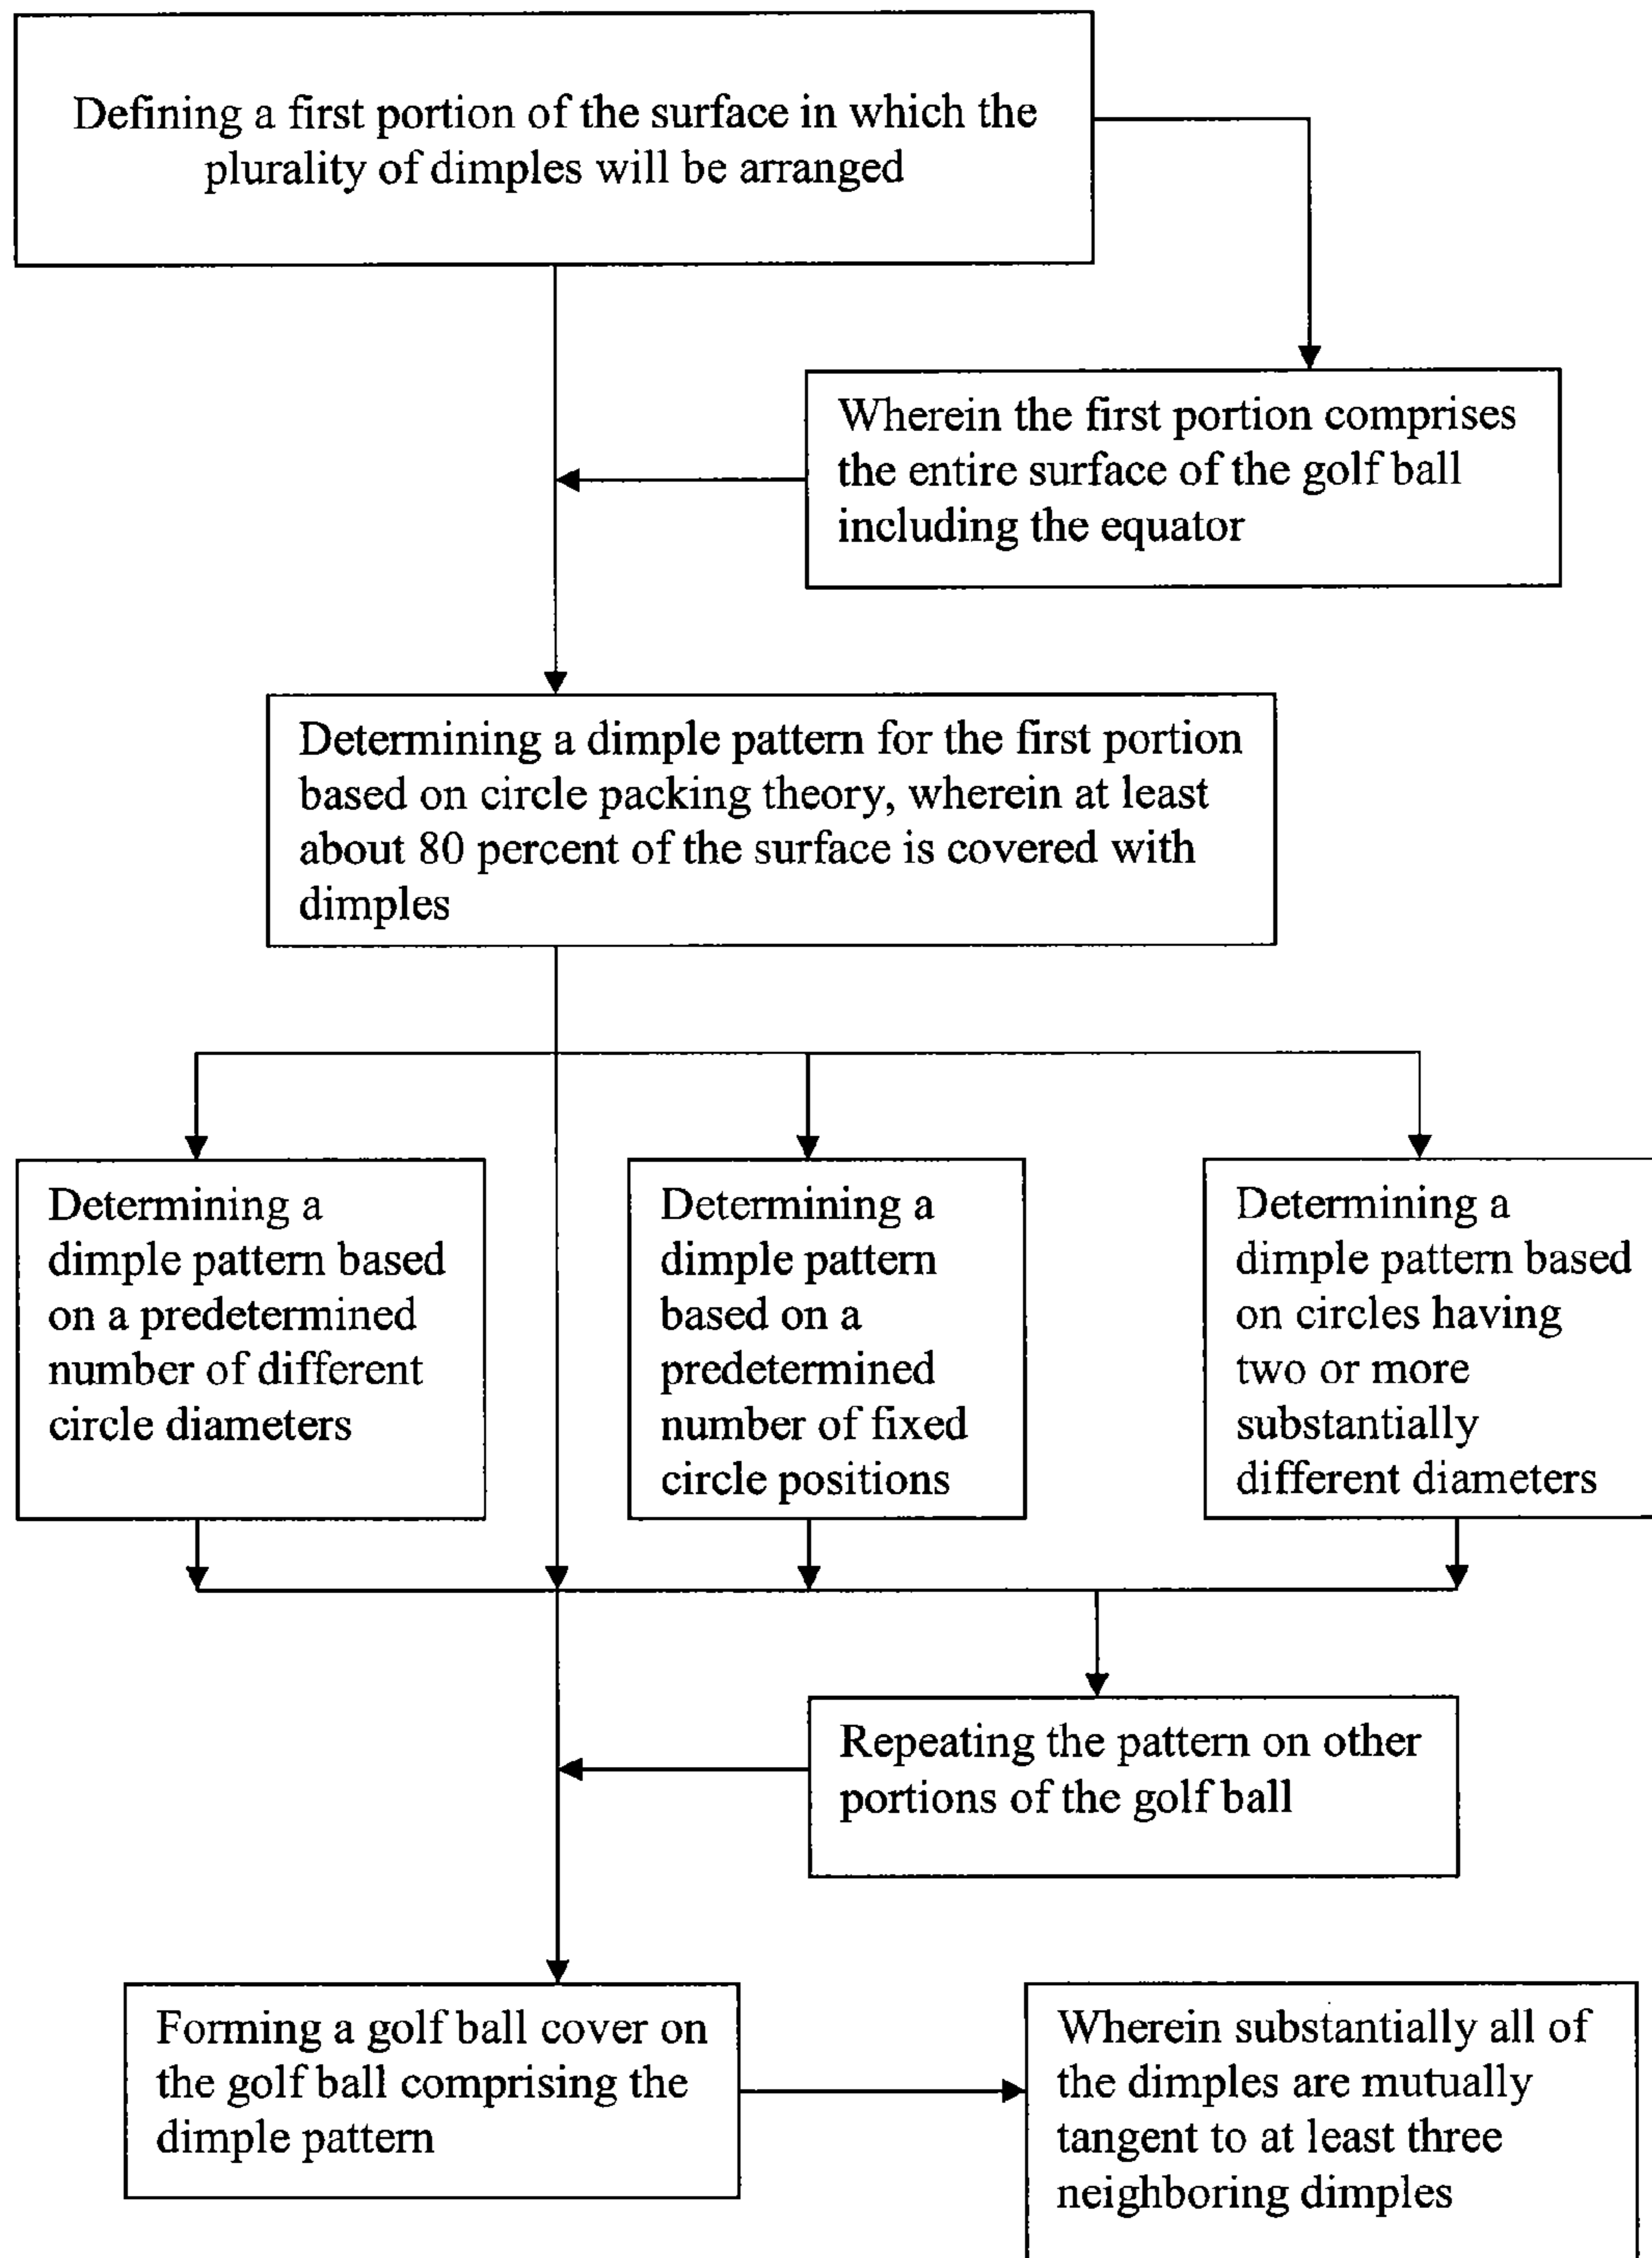 Defining a first portion of the surface in which the
plurality of dimples will be arranged
Wherein the first portion comprises
the entire surface of the golf ball
including the equator
Determining a dimple pattern for the first portion
based on circle packing theory, wherein at least
about 80 percent of the surface is covered with
dimples
Determining a
dimple pattern based
on a predetermined
number of different
circle diameters
Determining a
dimple pattern
based on a
predetermined
number of fixed
circle positions
Determining a
dimple pattern based
on circles having
two or more
substantially
different diameters
Repeating the pattern on other
portions of the golf ball
Forming a golf ball cover on
the golf ball comprising the
dimple pattern
Wherein substantially all of
the dimples are mutually
tangent to at least three
neighboring dimples